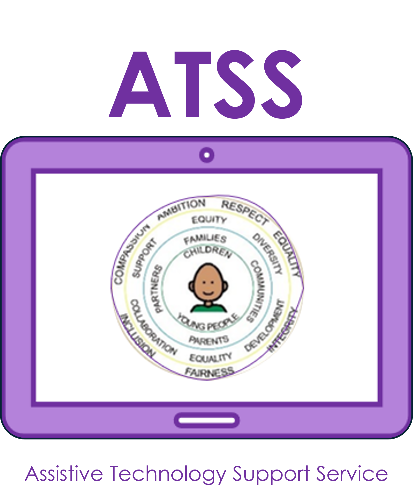 ATSS
COMPASSION AMBITION RESPECT EQUALITY
INTEGRITY FAIRNESS INCLUSION
SUPPORT EQUITY DIVERSITY
DEVELOPMENT EQUALITY COLLABORATION
PARTNERS FAMILIES COMMUNITIES
PARENTS
CHILDREN
YOUNG PEOPLE
Assistive Technology Support Service